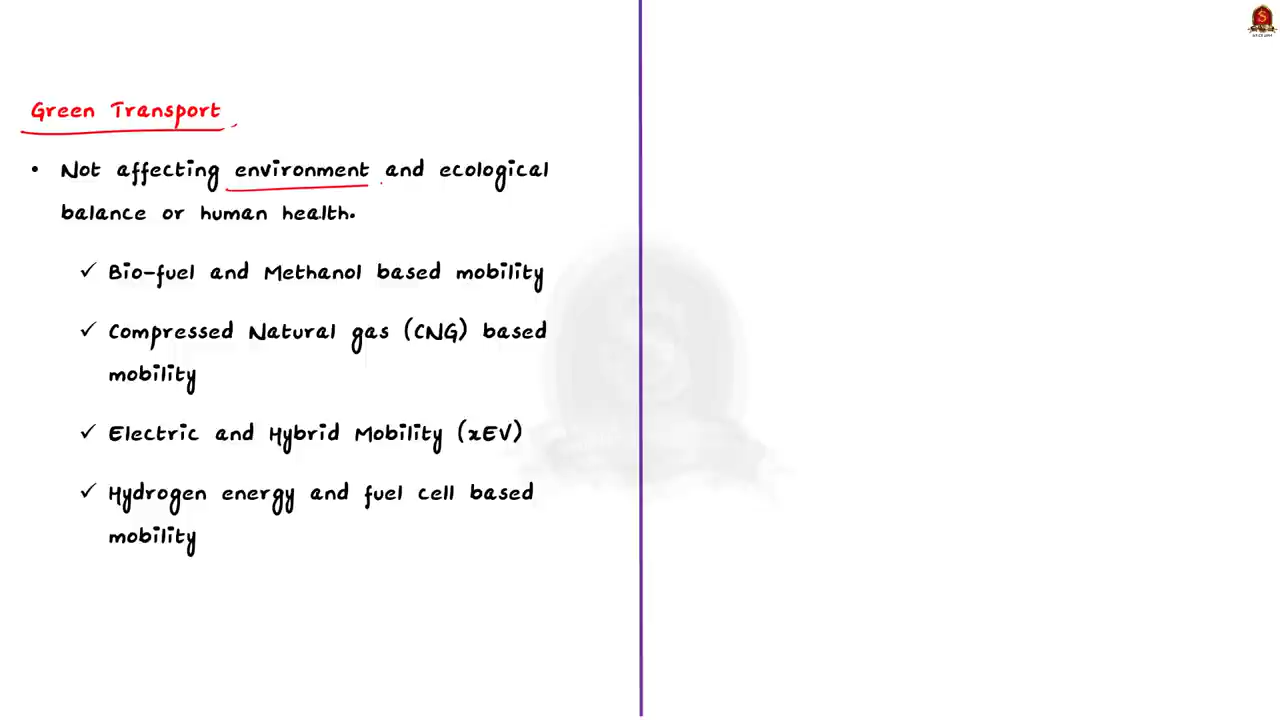 Green Transport
• Not affecting environment and ecological
balance or human health.
✓ Bio-fuel and Methanol based mobility
✓ Compressed Natural gas (CNG) based
mobility
✓ Electric and Hybrid Mobility (xEV)
✓ Hydrogen energy and fuel cell based
mobility